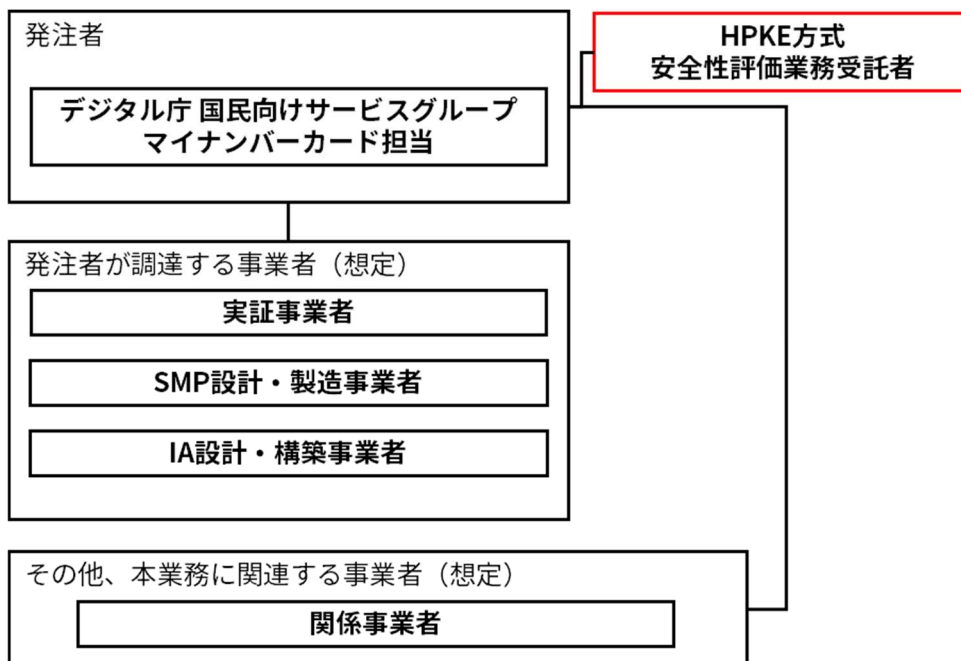 発注者
デジタル庁 国民向けサービスグループ
マイナンバーカード担当
HPKE方式
安全性評価業務受託者
発注者が調達する事業者（想定）
実証事業者
SMP設計・製造事業者
IA設計・構築事業者
その他、本業務に関連する事業者（想定）
関係事業者